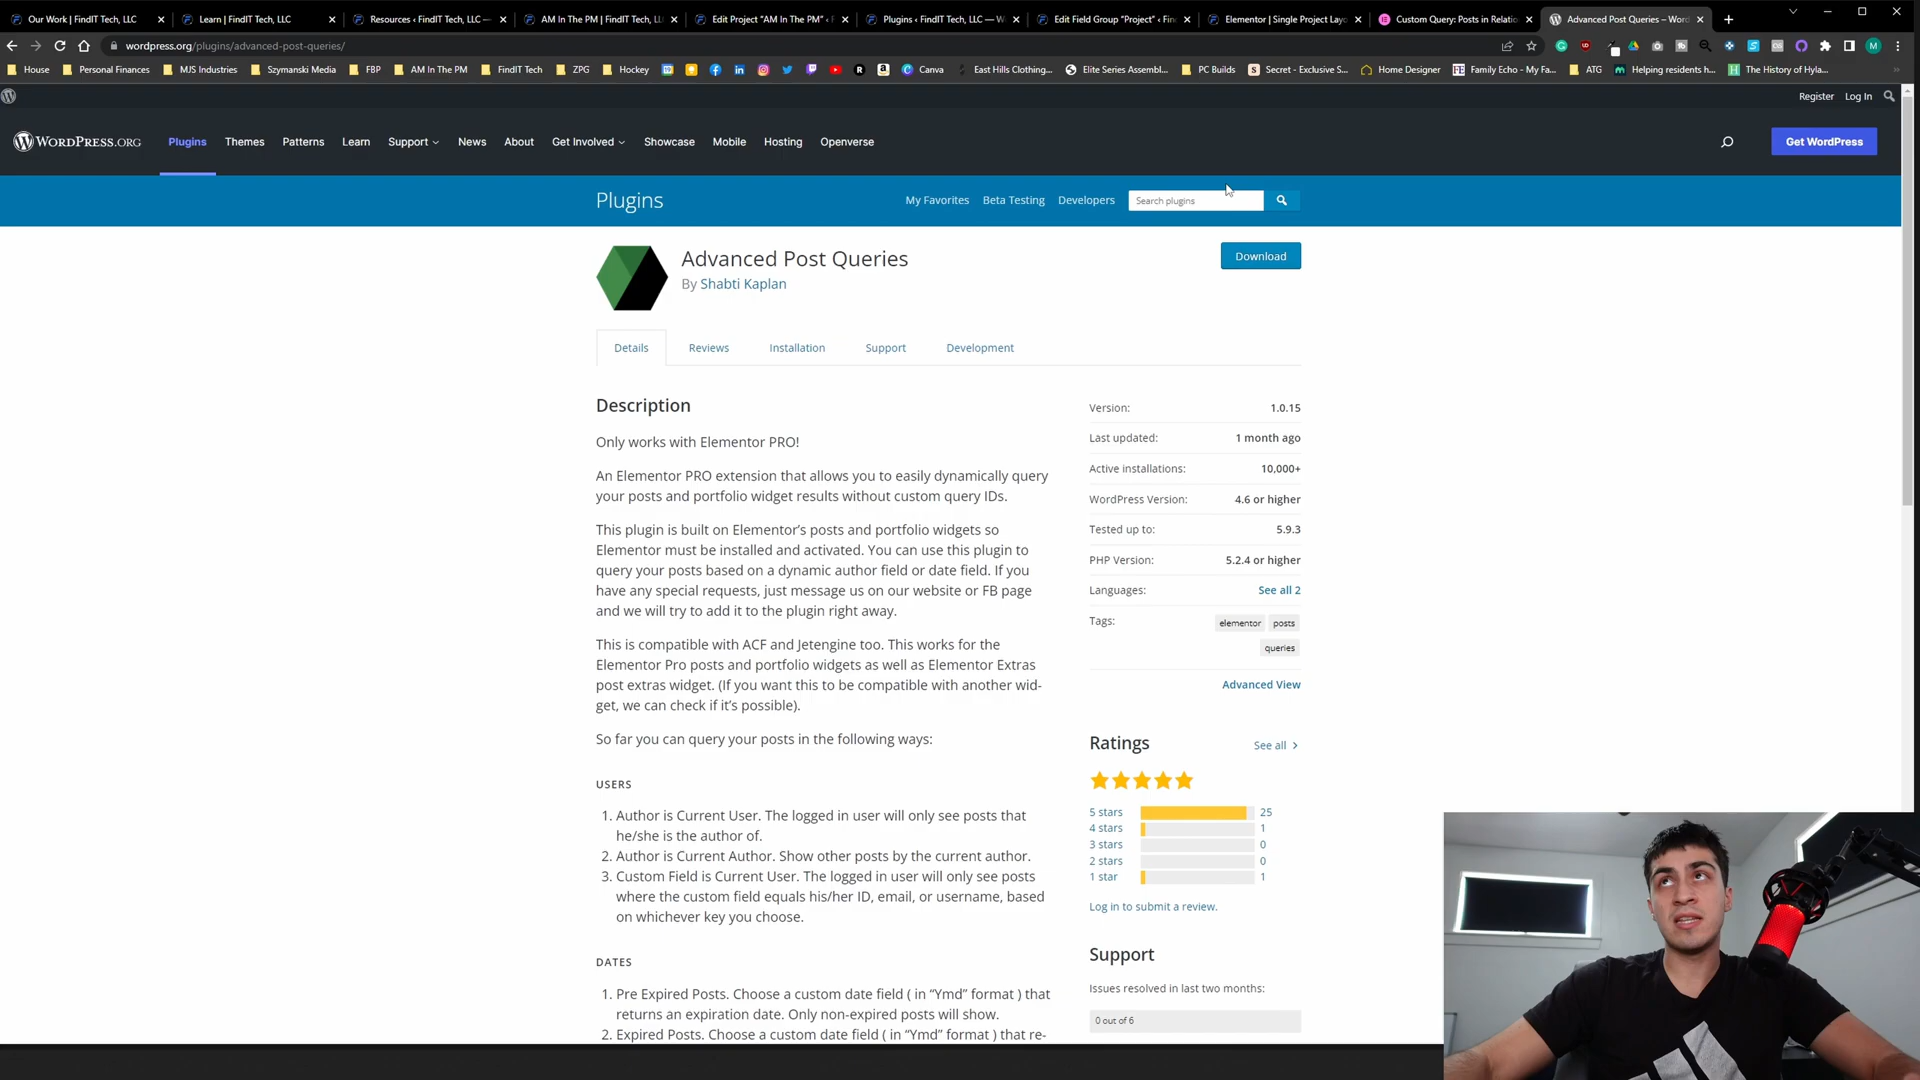 Our Work | FindIT Tech, LLC
Learn | FindIT Tech, LLC
Resources ‹ FindIT Tech, LLC —
AM In The PM | FindIT Tech, LL
Edit Project "AM In The PM" ‹ F
Plugins ‹ FindIT Tech, LLC — W
Edit Field Group "Project" ‹ Fin
Elementor | Single Project Layo
Custom Query: Posts in Relatio
Advanced Post Queries – Word
wordpress.org/plugins/advanced-post-queries/
House
Personal Finances
MJS Industries
Szymanski Media
FBP
AM In The PM
FindIT Tech
ZPG
Hockey
Canva
East Hills Clothing...
Elite Series Assembl...
PC Builds
Secret - Exclusive S...
Home Designer
Family Echo - My Fa...
ATG
Helping residents h...
The History of Hyla...
Register
Log In
WORDPRESS.ORG
Plugins
Themes
Patterns
Learn
Support
News
About
Get Involved
Showcase
Mobile
Hosting
Openverse
Get WordPress
Plugins
My Favorites
Beta Testing
Developers
Search plugins
Advanced Post Queries
By Shabti Kaplan
Download
Details
Reviews
Installation
Support
Development
Description
Only works with Elementor PRO!
An Elementor PRO extension that allows you to easily dynamically query
your posts and portfolio widget results without custom query IDs.
This plugin is built on Elementor's posts and portfolio widgets so
Elementor must be installed and activated. You can use this plugin to
query your posts based on a dynamic author field or date field. If you
have any special requests, just message us on our website or FB page
and we will try to add it to the plugin right away.
This is compatible with ACF and Jetengine too. This works for the
Elementor Pro posts and portfolio widgets as well as Elementor Extras
post extras widget. (If you want this to be compatible with another wid-
get, we can check if it's possible).
So far you can query your posts in the following ways:
USERS
1. Author is Current User. The logged in user will only see posts that
he/she is the author of.
2. Author is Current Author. Show other posts by the current author.
3. Custom Field is Current User. The logged in user will only see posts
where the custom field equals his/her ID, email, or username, based
on whichever key you choose.
DATES
1. Pre Expired Posts. Choose a custom date field ( in "Ymd" format ) that
returns an expiration date. Only non-expired posts will show.
2. Expired Posts. Choose a custom date field ( in "Ymd" format ) that re-
Version: 1.0.15
Last updated: 1 month ago
Active installations: 10,000+
WordPress Version: 4.6 or higher
Tested up to: 5.9.3
PHP Version: 5.2.4 or higher
Languages: See all 2
Tags: elementor posts
queries
Advanced View
Ratings
See all
5 stars 25
4 stars 1
3 stars 0
2 stars 0
1 star 1
Log in to submit a review.
Support
Issues resolved in last two months:
0 out of 6